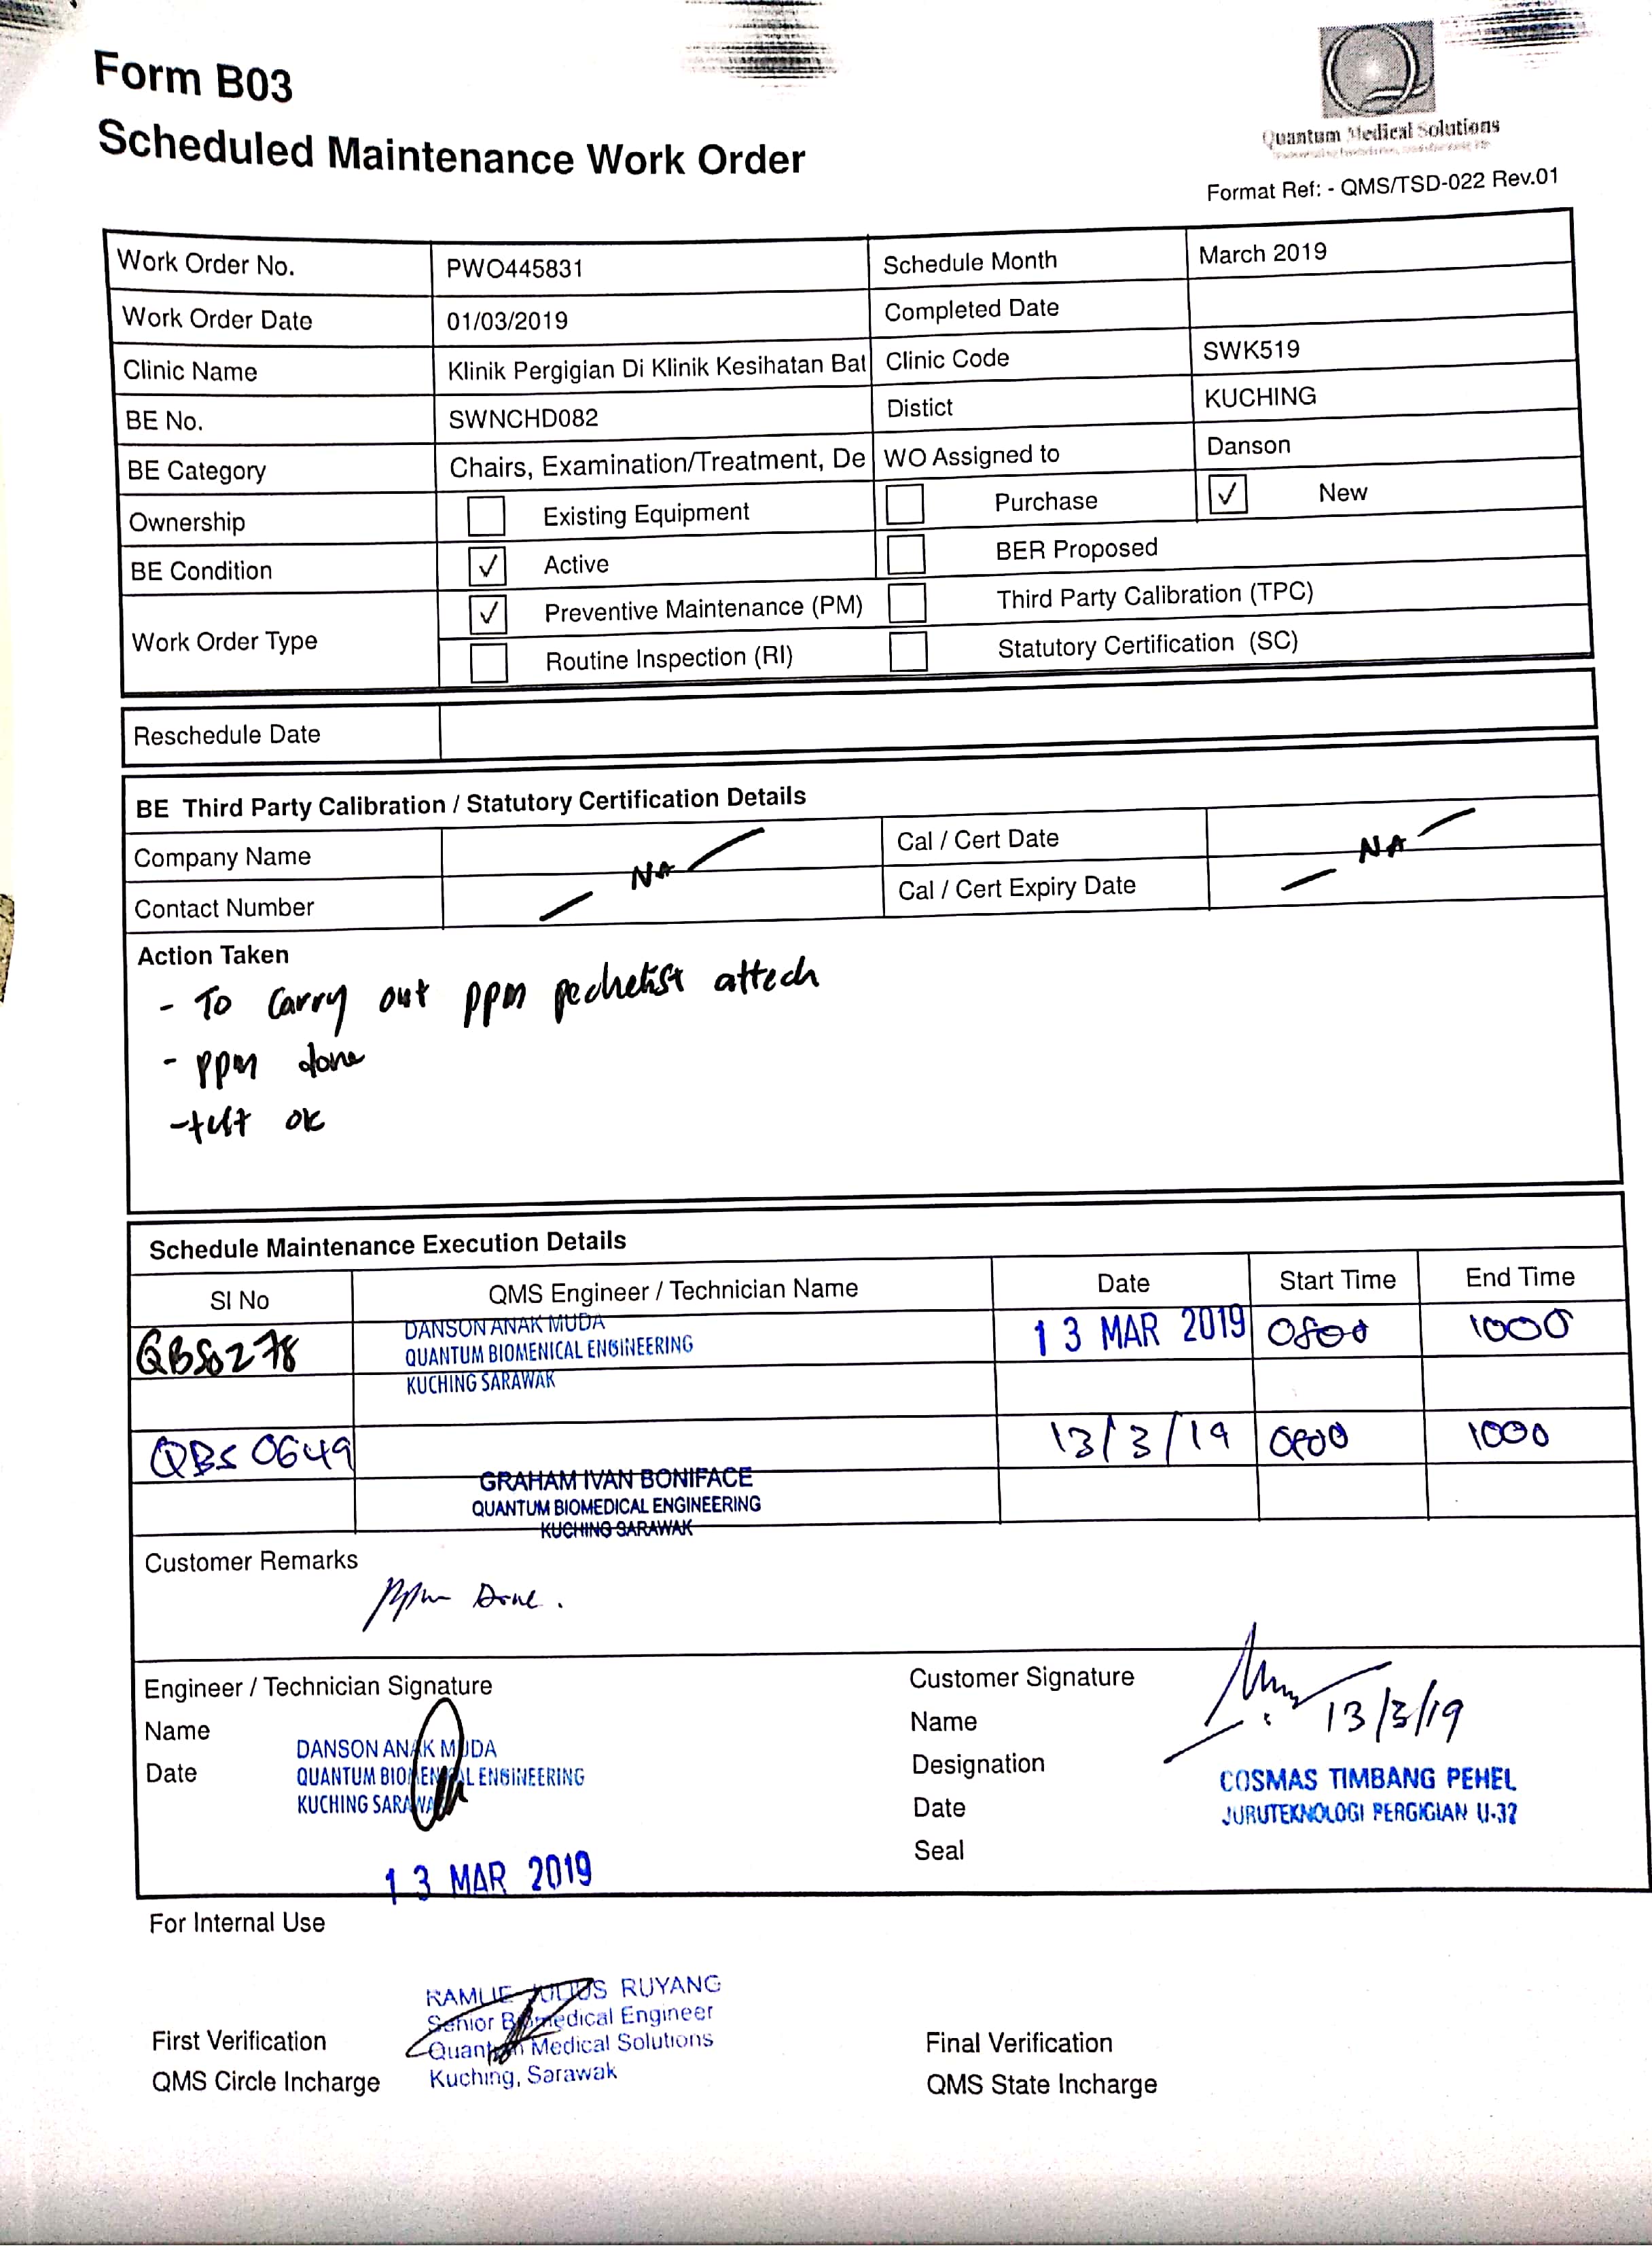 Form B03
Scheduled Maintenance Work Order
Quantum Medical Solutions
Format Ref: - QMS/TSD-022 Rev.01
Work Order No. PWO445831 Schedule Month March 2019
Work Order Date 01/03/2019 Completed Date
Clinic Name Klinik Pergigian Di Klinik Kesihatan Bat Clinic Code SWK519
BE No. SWNCHD082 Distict KUCHING
BE Category Chairs, Examination/Treatment, De WO Assigned to Danson
Ownership Existing Equipment Purchase ✓ New
BE Condition ✓ Active BER Proposed
Work Order Type ✓ Preventive Maintenance (PM) Third Party Calibration (TPC)
Routine Inspection (RI) Statutory Certification (SC)
Reschedule Date
BE Third Party Calibration / Statutory Certification Details
Company Name NA Cal / Cert Date NA
Contact Number Cal / Cert Expiry Date
Action Taken
- To carry out ppm attech
- ppm done
- test ok
Schedule Maintenance Execution Details
SI No QMS Engineer / Technician Name Date Start Time End Time
QBS0278 DANSON ANAK MUDA 13 MAR 2019 0800 1000
QUANTUM BIOMENICAL ENGINEERING
KUCHING SARAWAK
QBS 0649 13/3/19 0800 1000
GRAHAM IVAN BONIFACE
QUANTUM BIOMEDICAL ENGINEERING
KUCHING SARAWAK
Customer Remarks
ppm Done.
Engineer / Technician Signature
Name
Date
DANSON ANAK MUDA
QUANTUM BIOMENICAL ENGINEERING
KUCHING SARAWAK
13 MAR 2019
Customer Signature
Name
Designation
Date
Seal
13/3/19
COSMAS TIMBANG PEHEL
JURUTEKNOLOGI PERGIGIAN U-32
For Internal Use
RAMLIE JULIUS RUYANG
Senior Biomedical Engineer
Quantum Medical Solutions
Kuching, Sarawak
First Verification
QMS Circle Incharge
Final Verification
QMS State Incharge